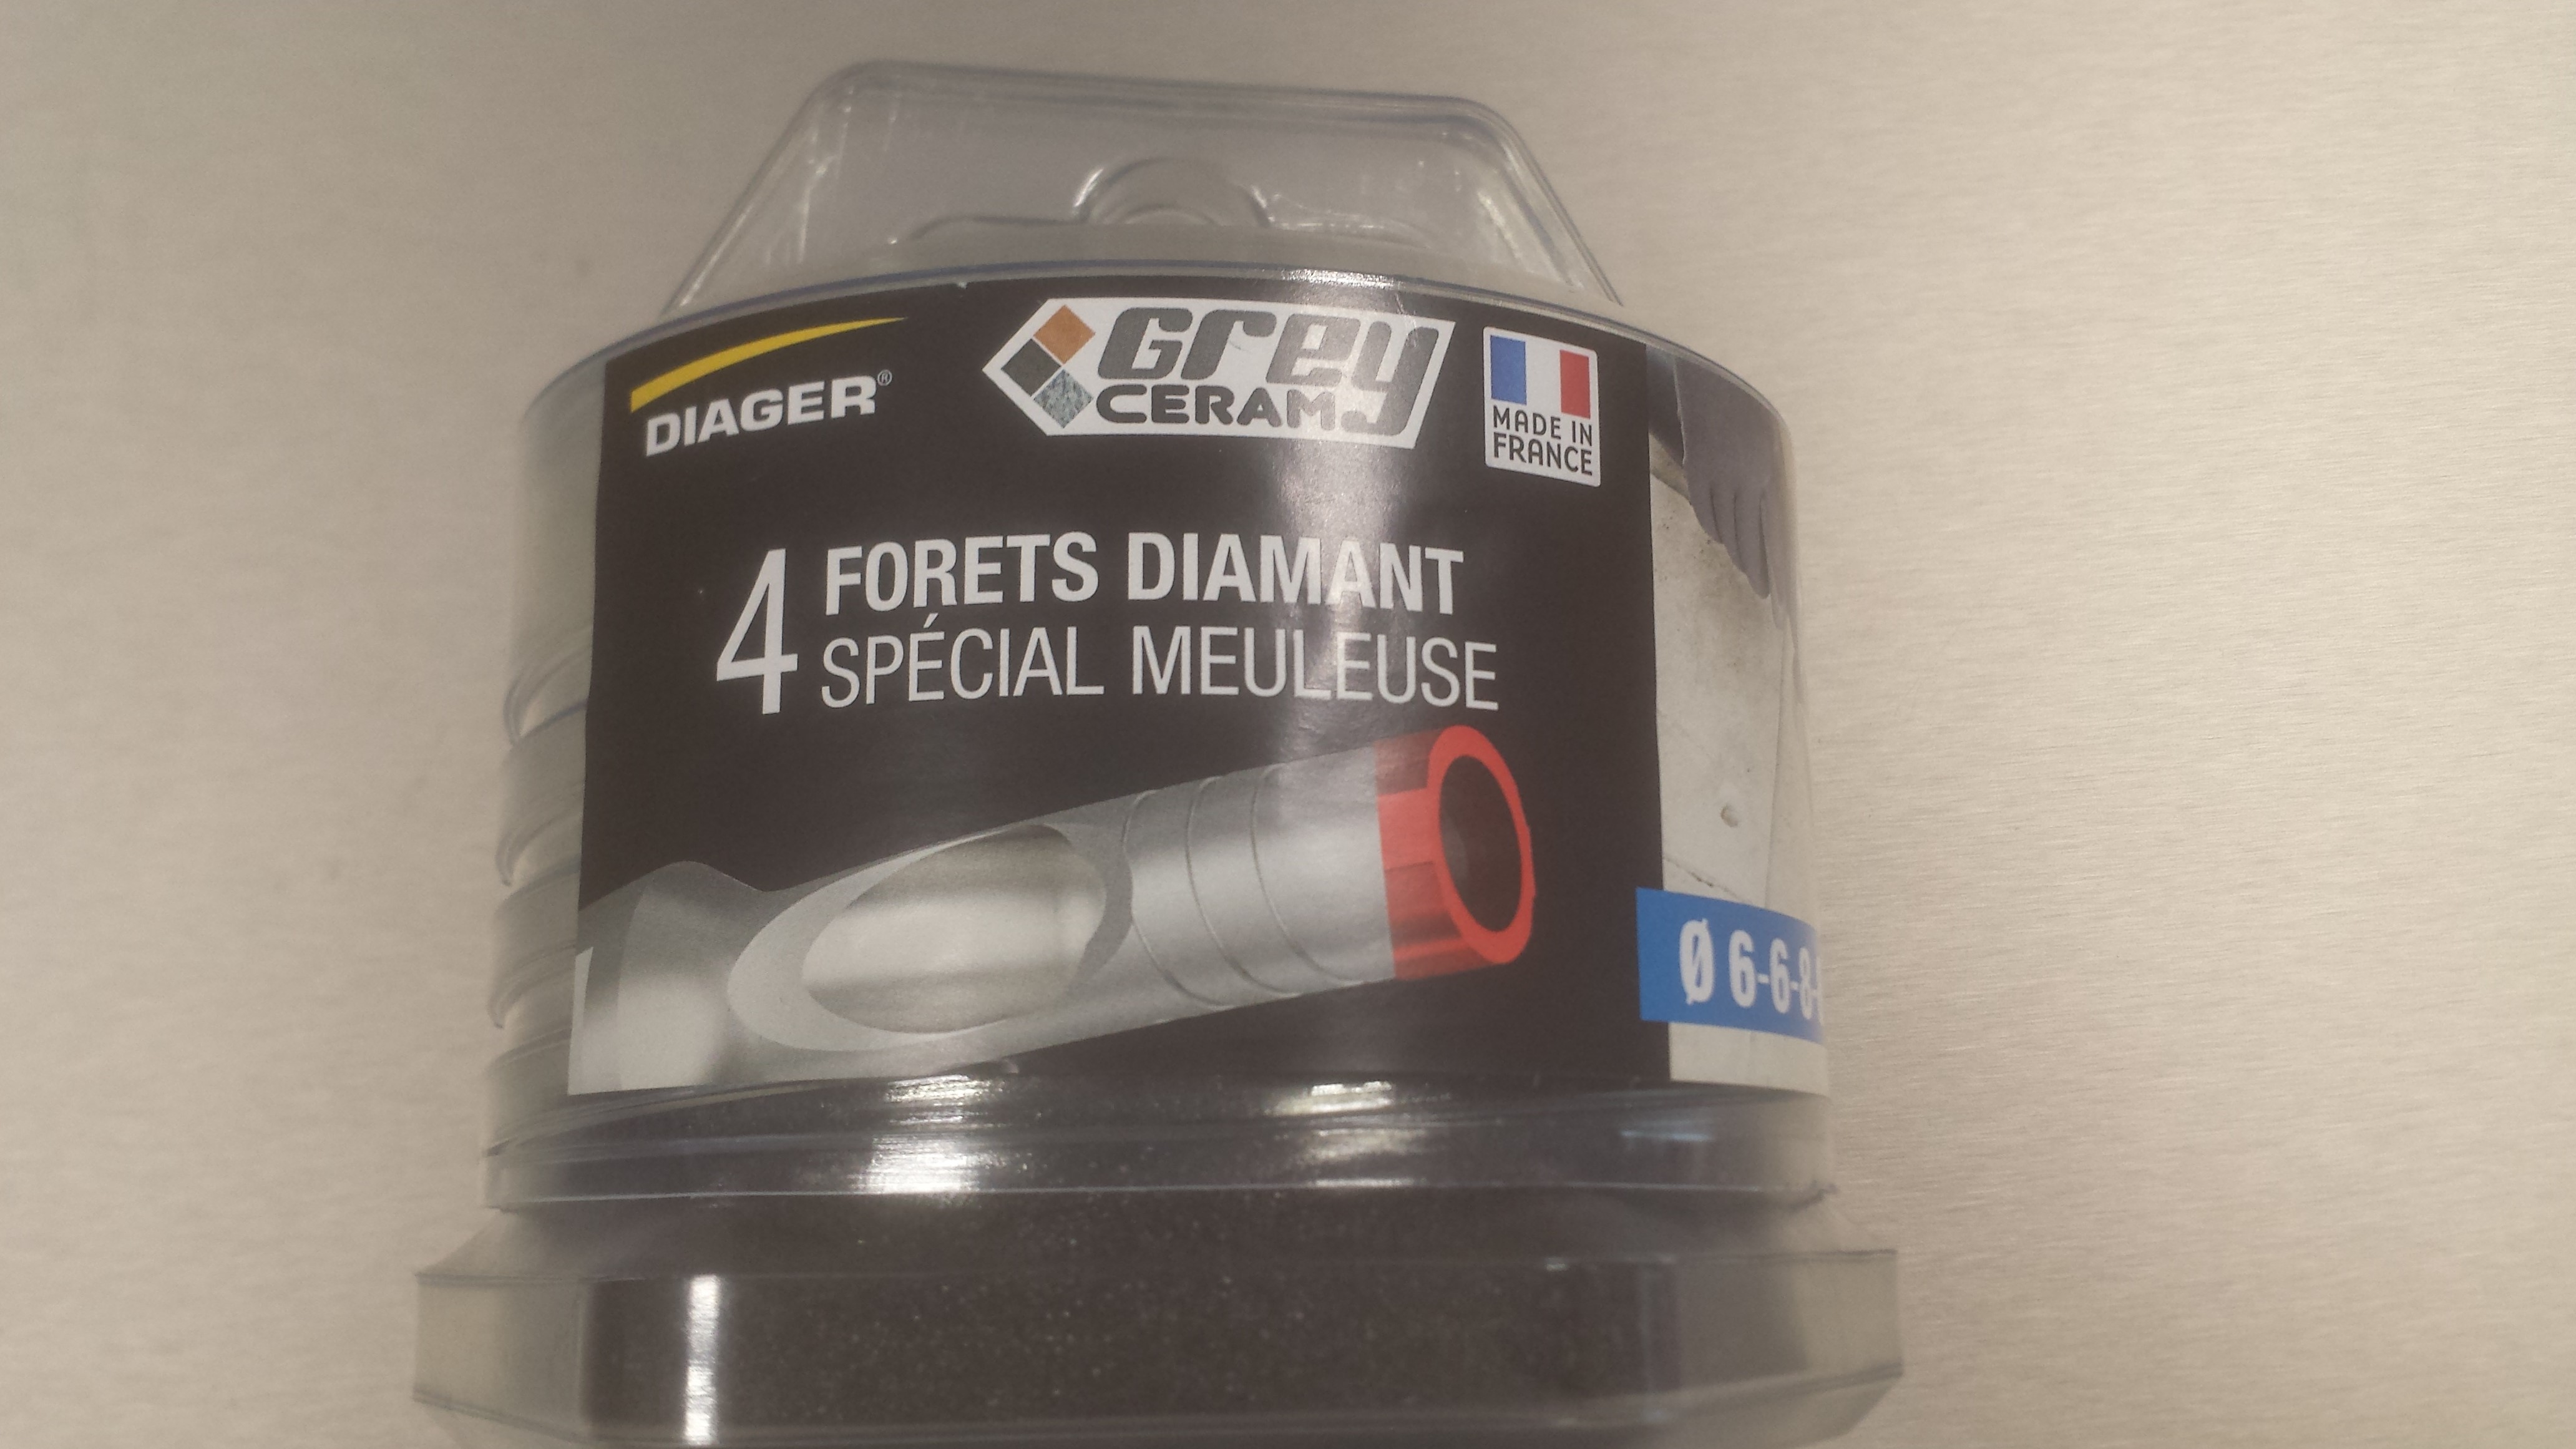 DIAGER®
Grey
CERAM
MADE IN
FRANCE
4 FORETS DIAMANT
SPÉCIAL MEULEUSE
Ø 6-6-8-